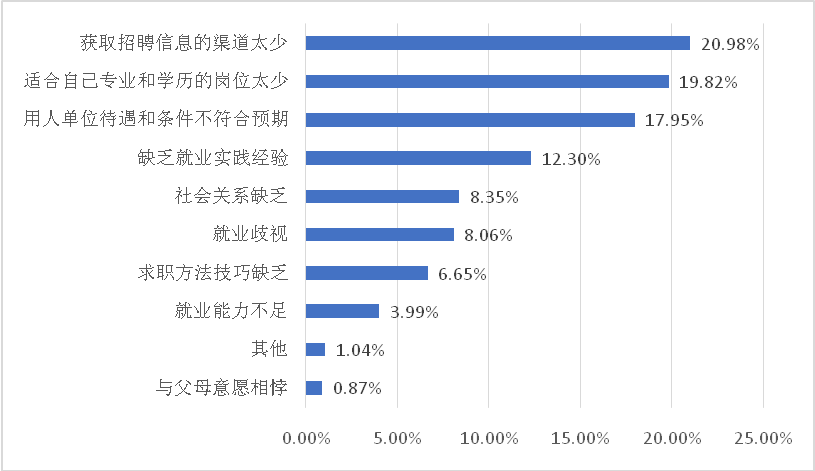 获取招聘信息的渠道太少 20.98%
适合自己专业和学历的岗位太少 19.82%
用人单位待遇和条件不符合预期 17.95%
缺乏就业实践经验 12.30%
社会关系缺乏 8.35%
就业歧视 8.06%
求职方法技巧缺乏 6.65%
就业能力不足 3.99%
其他 1.04%
与父母意愿相悖 0.87%
0.00% 5.00% 10.00% 15.00% 20.00% 25.00%